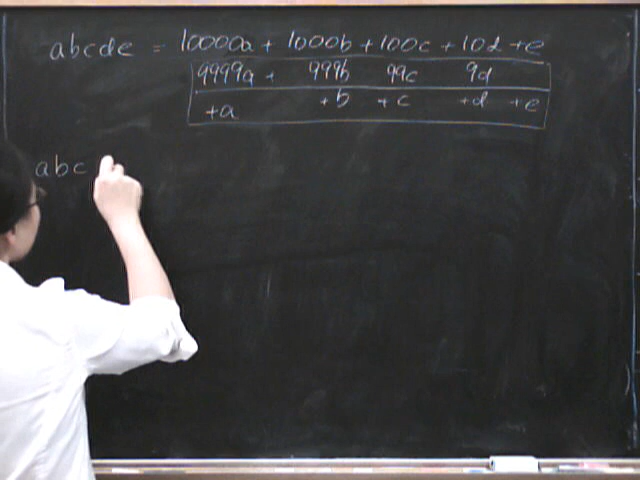 abcde = 10000a + 1000b + 100c + 10d + e
9999a + 999b 99c 9d
+a +b +c +d +e
abc